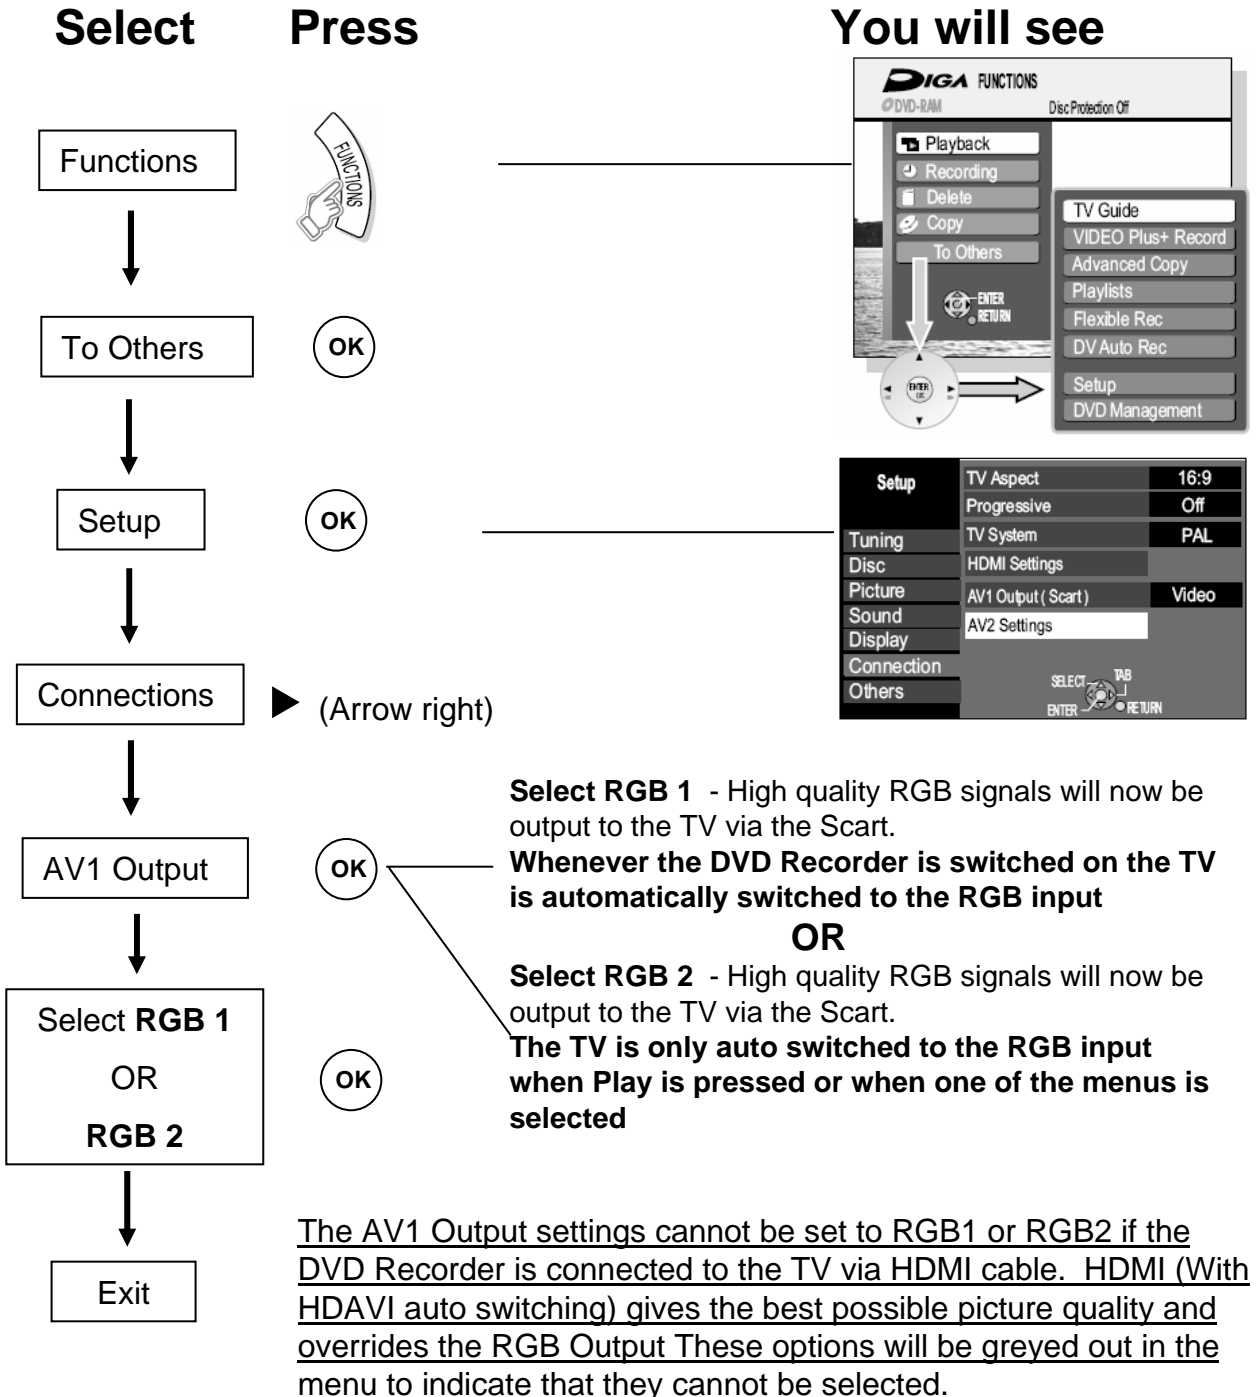 Select Press You will see
Functions
FUNCTIONS
DIGA FUNCTIONS
DVD-RAM Disc Protection Off
Playback
Recording
Delete
Copy
To Others
ENTER
RETURN
TV Guide
VIDEO Plus+ Record
Advanced Copy
Playlists
Flexible Rec
DV Auto Rec
Setup
DVD Management
ENTER
OK
To Others
OK
Setup
OK
Setup
Tuning
Disc
Picture
Sound
Display
Connection
Others
TV Aspect 16:9
Progressive Off
TV System PAL
HDMI Settings
AV1 Output ( Scart ) Video
AV2 Settings
SELECT TAB
ENTER RETURN
Connections
(Arrow right)
AV1 Output
OK
Select RGB 1 - High quality RGB signals will now be
output to the TV via the Scart.
Whenever the DVD Recorder is switched on the TV
is automatically switched to the RGB input
OR
Select RGB 2 - High quality RGB signals will now be
output to the TV via the Scart.
The TV is only auto switched to the RGB input
when Play is pressed or when one of the menus is
selected
Select RGB 1
OR
RGB 2
OK
Exit
The AV1 Output settings cannot be set to RGB1 or RGB2 if the
DVD Recorder is connected to the TV via HDMI cable. HDMI (With
HDAVI auto switching) gives the best possible picture quality and
overrides the RGB Output These options will be greyed out in the
menu to indicate that they cannot be selected.